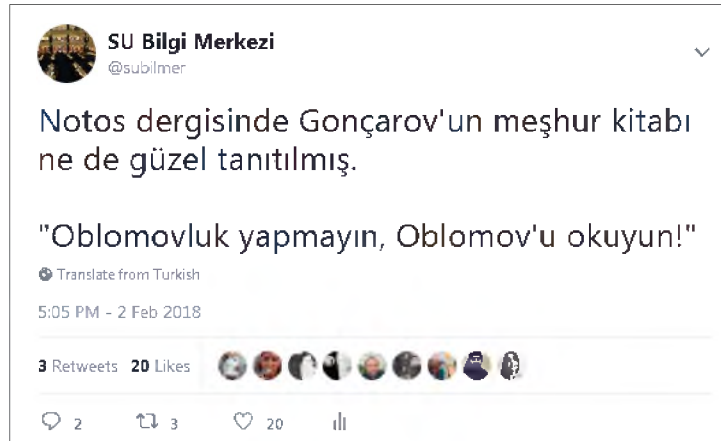 SU Bilgi Merkezi
@subilmer
Notos dergisinde Gonçarov'un meşhur kitabı
ne de güzel tanıtılmış.
"Oblomovluk yapmayın, Oblomov'u okuyun!"
Translate from Turkish
5:05 PM - 2 Feb 2018
3 Retweets 20 Likes
2 3 20